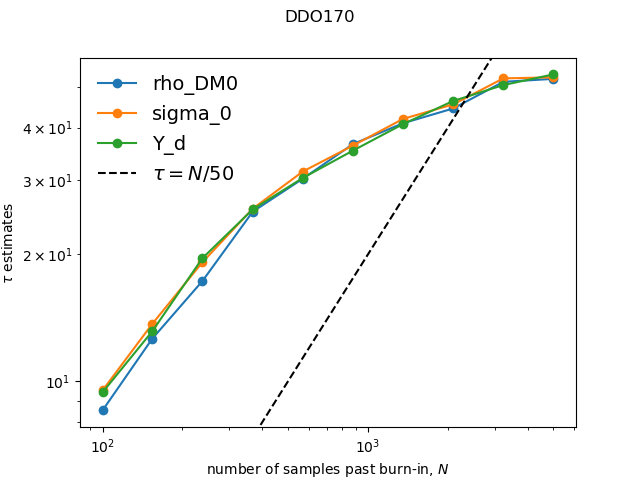 DDO170
rho_DM0
sigma_0
Y_d
τ = N/50
4 × 10¹
3 × 10¹
2 × 10¹
10¹
τ estimates
10² 10³
number of samples past burn-in, N